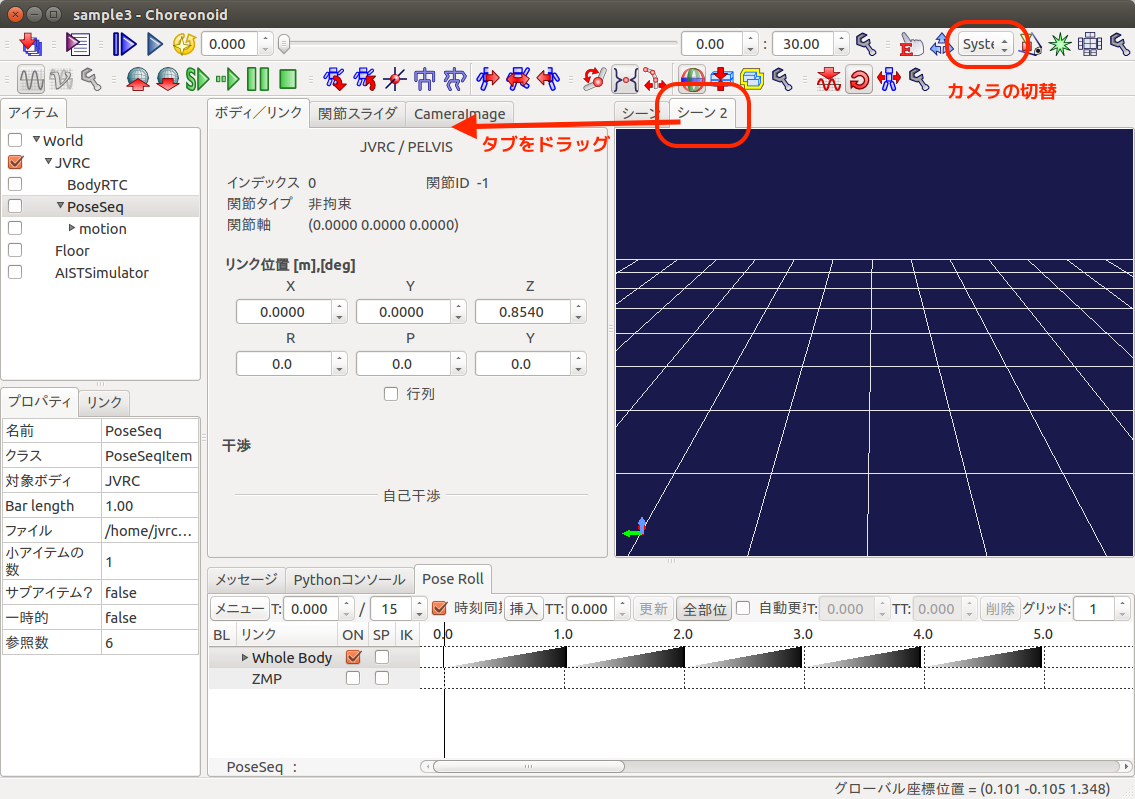 sample3 - Choreonoid
0.000
0.00 : 30.00
Syste
カメラの切替
アイテム
World
JVRC
BodyRTC
PoseSeq
motion
Floor
AISTSimulator
ボディ／リンク 関節スライダ CameraImage
タブをドラッグ
JVRC / PELVIS
インデックス 0 関節ID -1
関節タイプ 非拘束
関節軸 (0.0000 0.0000 0.0000)
リンク位置 [m],[deg]
X Y Z
0.0000 0.0000 0.8540
R P Y
0.0 0.0 0.0
行列
干渉
自己干渉
シーン シーン 2
プロパティ リンク
名前 PoseSeq
クラス PoseSeqItem
対象ボディ JVRC
Bar length 1.00
ファイル /home/jvrc...
小アイテムの
数 1
サブアイテム? false
一時的 false
参照数 6
メッセージ Pythonコンソール Pose Roll
メニュー T: 0.000 / 15 時刻同期 挿入 TT: 0.000 更新 全部位 自動更新 T: 0.000 TT: 0.000 削除 グリッド: 1
BL リンク ON SP IK 0.0 1.0 2.0 3.0 4.0 5.0
Whole Body
ZMP
PoseSeq :
グローバル座標位置 = (0.101 -0.105 1.348)